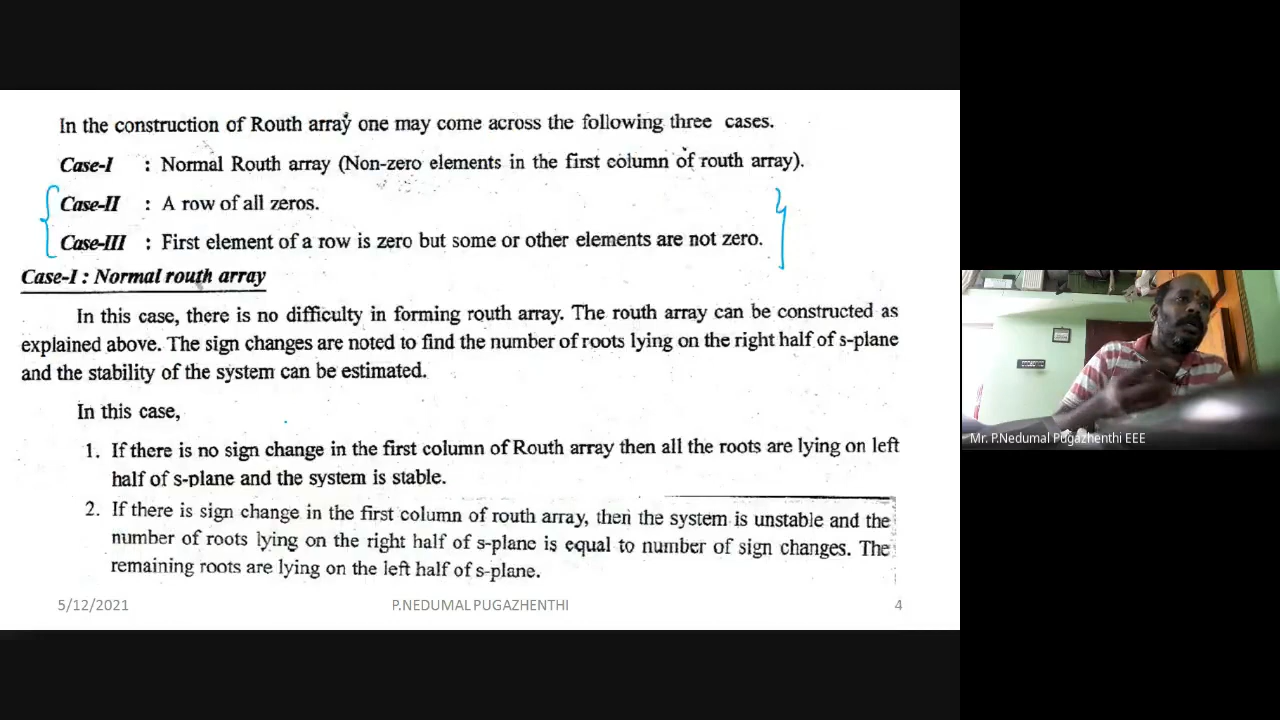 In the construction of Routh array one may come across the following three cases.
Case-I : Normal Routh array (Non-zero elements in the first column of routh array).
Case-II : A row of all zeros.
Case-III : First element of a row is zero but some or other elements are not zero.
Case-I : Normal routh array
In this case, there is no difficulty in forming routh array. The routh array can be constructed as
explained above. The sign changes are noted to find the number of roots lying on the right half of s-plane
and the stability of the system can be estimated.
In this case,
1. If there is no sign change in the first column of Routh array then all the roots are lying on left
half of s-plane and the system is stable.
2. If there is sign change in the first column of routh array, then the system is unstable and the
number of roots lying on the right half of s-plane is equal to number of sign changes. The
remaining roots are lying on the left half of s-plane.
5/12/2021 P.NEDUMAL PUGAZHENTHI 4
Mr. P.Nedumal Pugazhenthi EEE